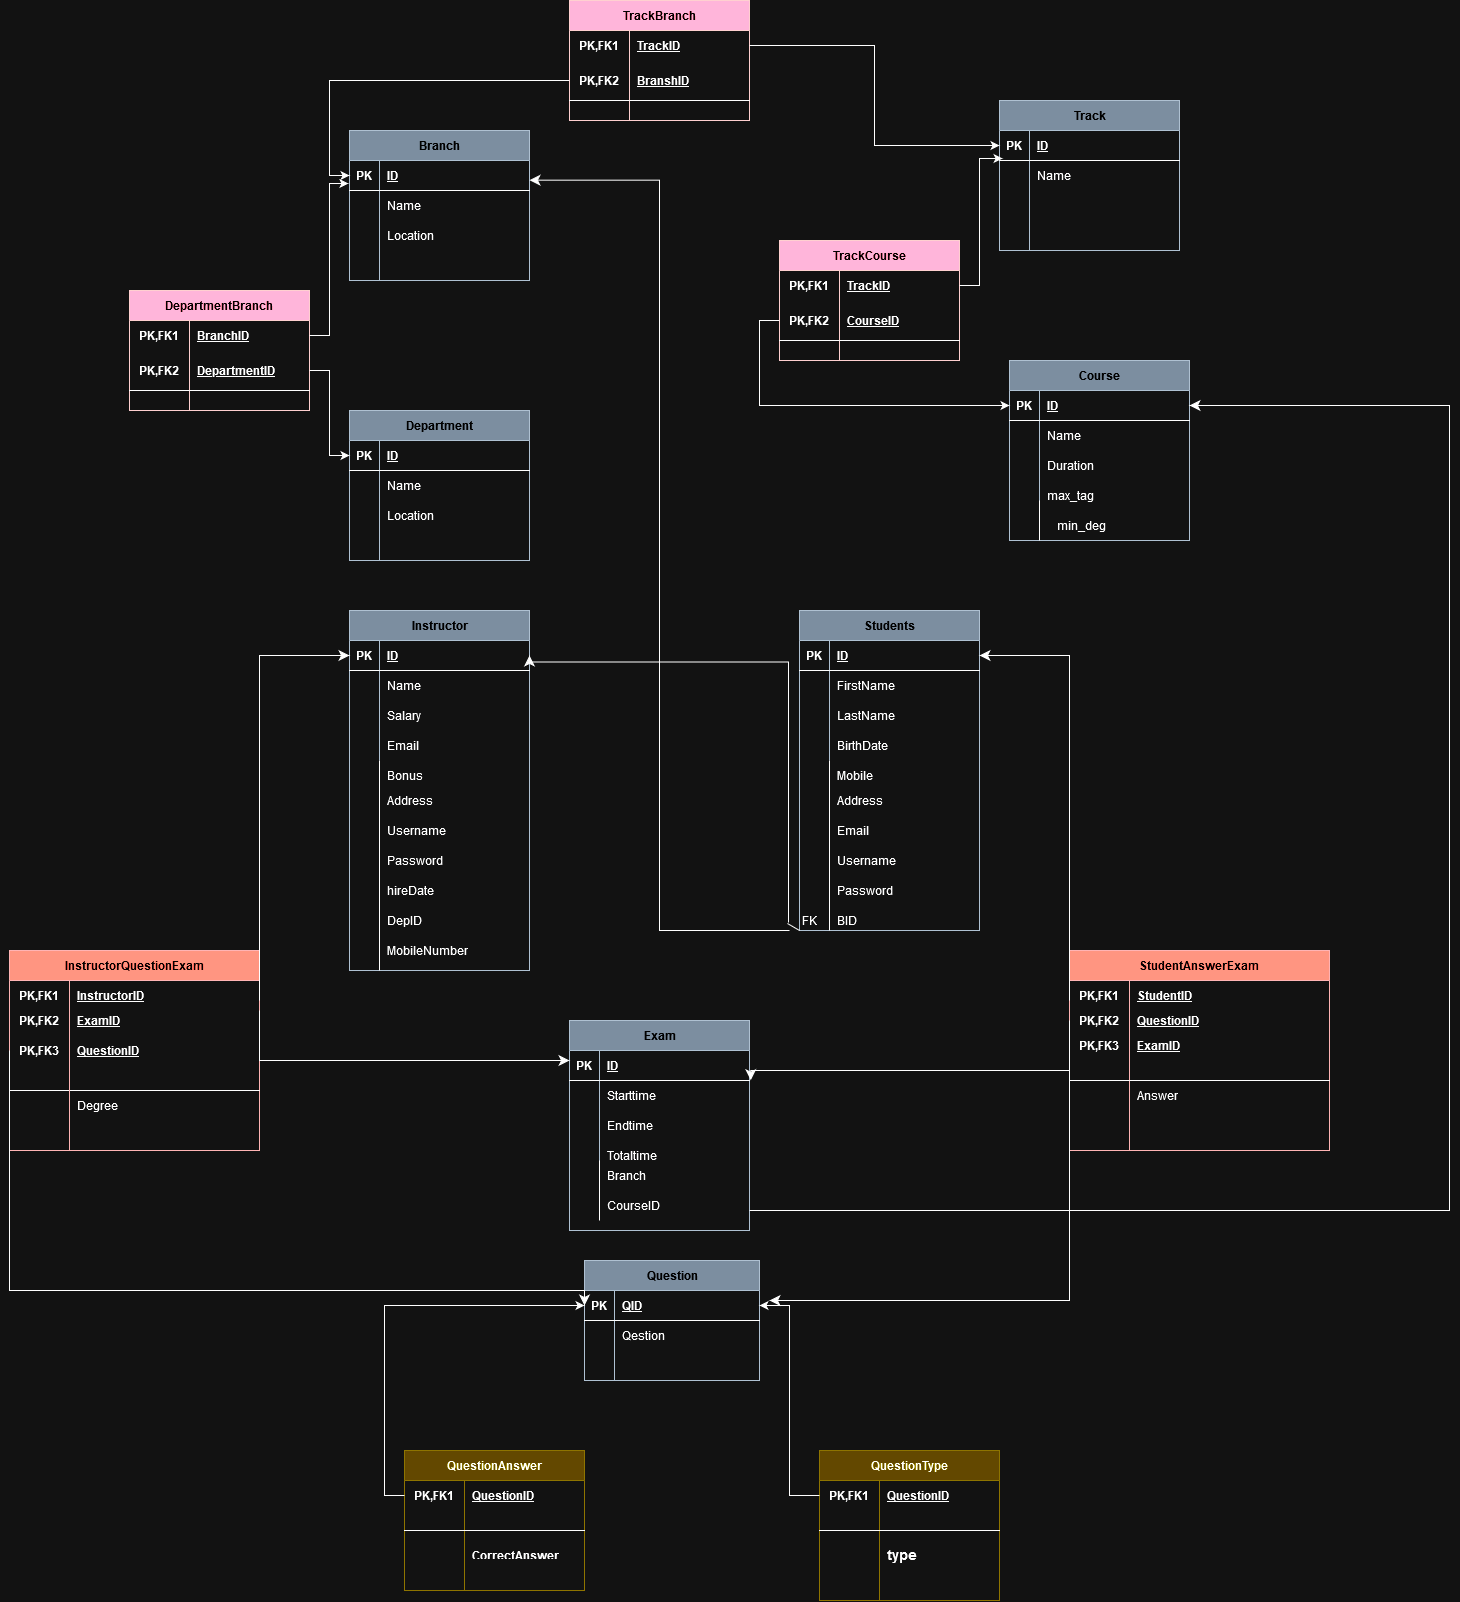 TrackBranch
PK,FK1 TrackID
PK,FK2 BranshID
Track
PK ID
Name
Branch
PK ID
Name
Location
TrackCourse
PK,FK1 TrackID
PK,FK2 CourseID
DepartmentBranch
PK,FK1 BranchID
PK,FK2 DepartmentID
Course
PK ID
Name
Duration
max_tag
min_deg
Department
PK ID
Name
Location
Instructor
PK ID
Name
Salary
Email
Bonus
Address
Username
Password
hireDate
DepID
MobileNumber
Students
PK ID
FirstName
LastName
BirthDate
Mobile
Address
Email
Username
Password
FK BID
InstructorQuestionExam
PK,FK1 InstructorID
PK,FK2 ExamID
PK,FK3 QuestionID
Degree
StudentAnswerExam
PK,FK1 StudentID
PK,FK2 QuestionID
PK,FK3 ExamID
Answer
Exam
PK ID
Starttime
Endtime
Totaltime
Branch
CourseID
Question
PK QID
Qestion
QuestionAnswer
PK,FK1 QuestionID
CorrectAnswer
QuestionType
PK,FK1 QuestionID
type